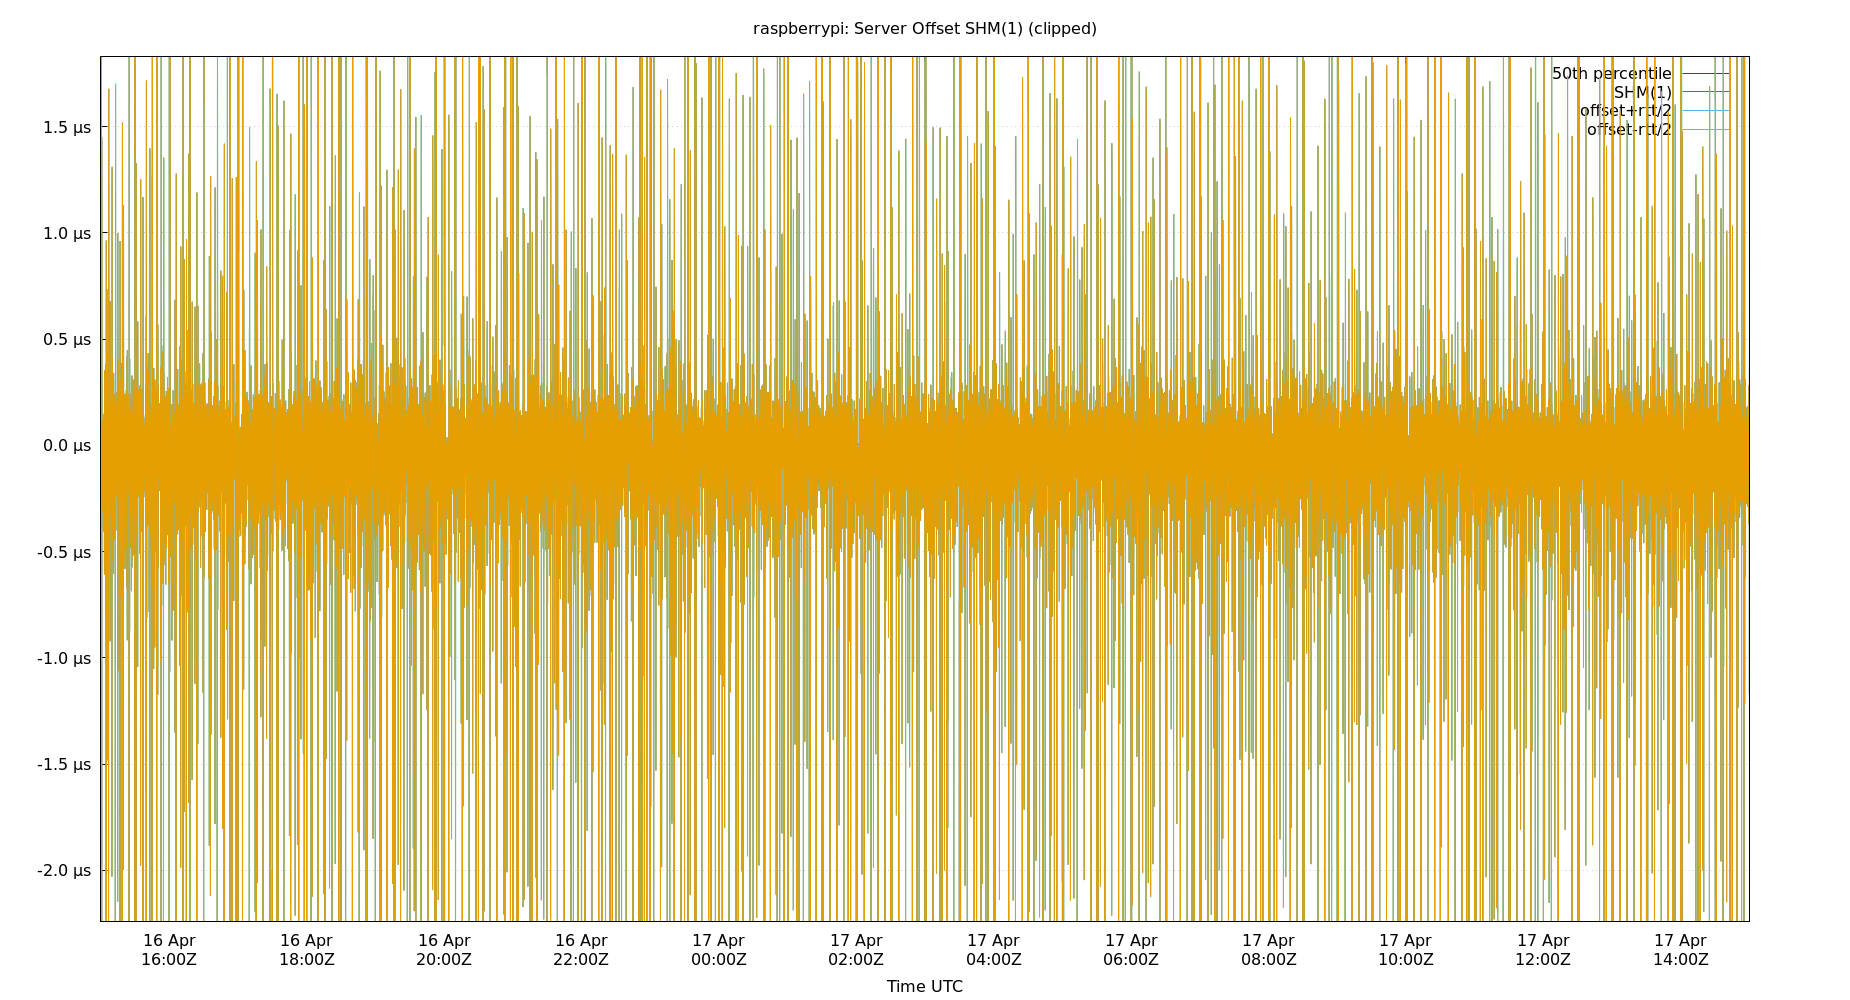 raspberrypi: Server Offset SHM(1) (clipped)
50th percentile
SHM(1)
offset+rtt/2
offset-rtt/2
1.5 µs
1.0 µs
0.5 µs
0.0 µs
-0.5 µs
-1.0 µs
-1.5 µs
-2.0 µs
16 Apr 16 Apr 16 Apr 16 Apr 17 Apr 17 Apr 17 Apr 17 Apr 17 Apr 17 Apr 17 Apr 17 Apr
16:00Z 18:00Z 20:00Z 22:00Z 00:00Z 02:00Z 04:00Z 06:00Z 08:00Z 10:00Z 12:00Z 14:00Z
Time UTC